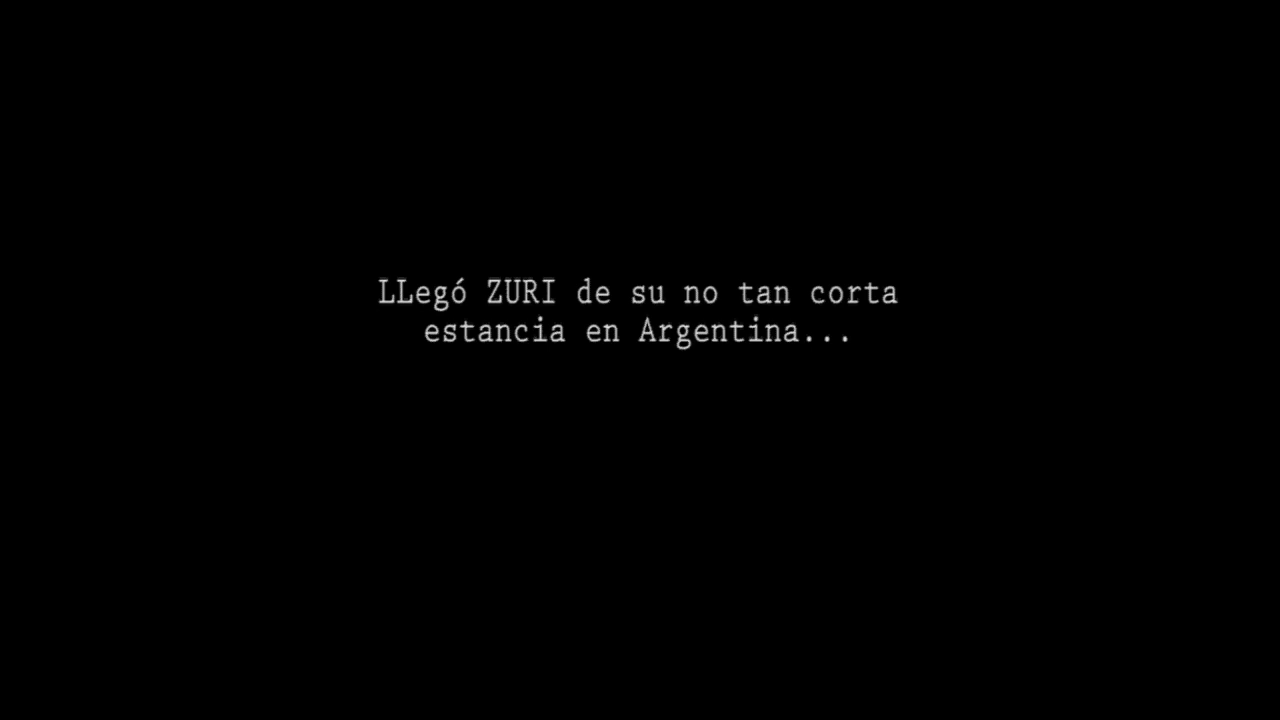 LLegó ZURI de su no tan corta
estancia en Argentina...